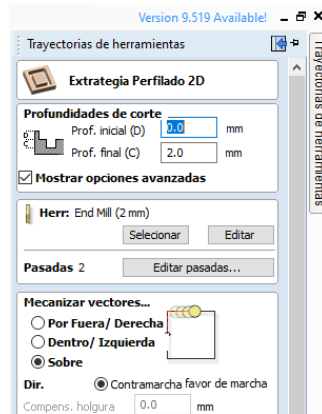 Version 9.519 Available!
Trayectorias de herramientas
Trayectorias de herramientas
Extrategia Perfilado 2D
Profundidades de corte
Prof. inicial (D) 0.0 mm
Prof. final (C) 2.0 mm
Mostrar opciones avanzadas
Herr: End Mill (2 mm)
Selecionar Editar
Pasadas 2 Editar pasadas...
Mecanizar vectores...
Por Fuera/ Derecha
Dentro/ Izquierda
Sobre
Dir. Contramarcha favor de marcha
Compens. holgura 0.0 mm